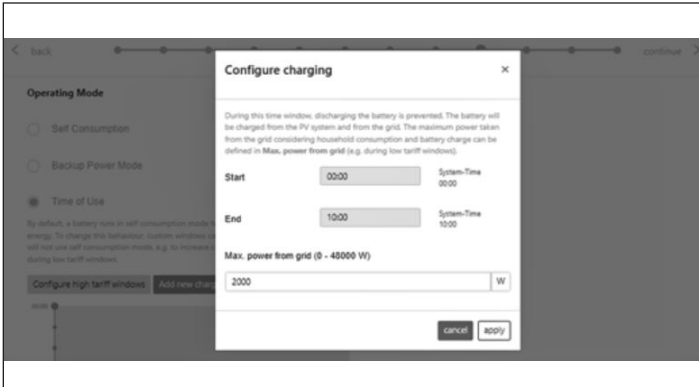 back
continue
Configure charging
×
Operating Mode
During this time window, discharging the battery is prevented. The battery will
be charged from the PV system and from the grid. The maximum power taken
from the grid considering household consumption and battery charge can be
defined in Max. power from grid (e.g. during low tariff windows).
Self Consumption
Backup Power Mode
Time of Use
Start
00:00
System-Time
00:00
End
10:00
System-Time
10:00
By default, a battery runs in self consumption mode
energy. To change this behaviour, custom windows
will not use self consumption mode, e.g. to increase
during low tariff windows.
Max. power from grid (0 - 48000 W)
2000
W
Configure high tariff windows
Add new charg
00:00
cancel
apply